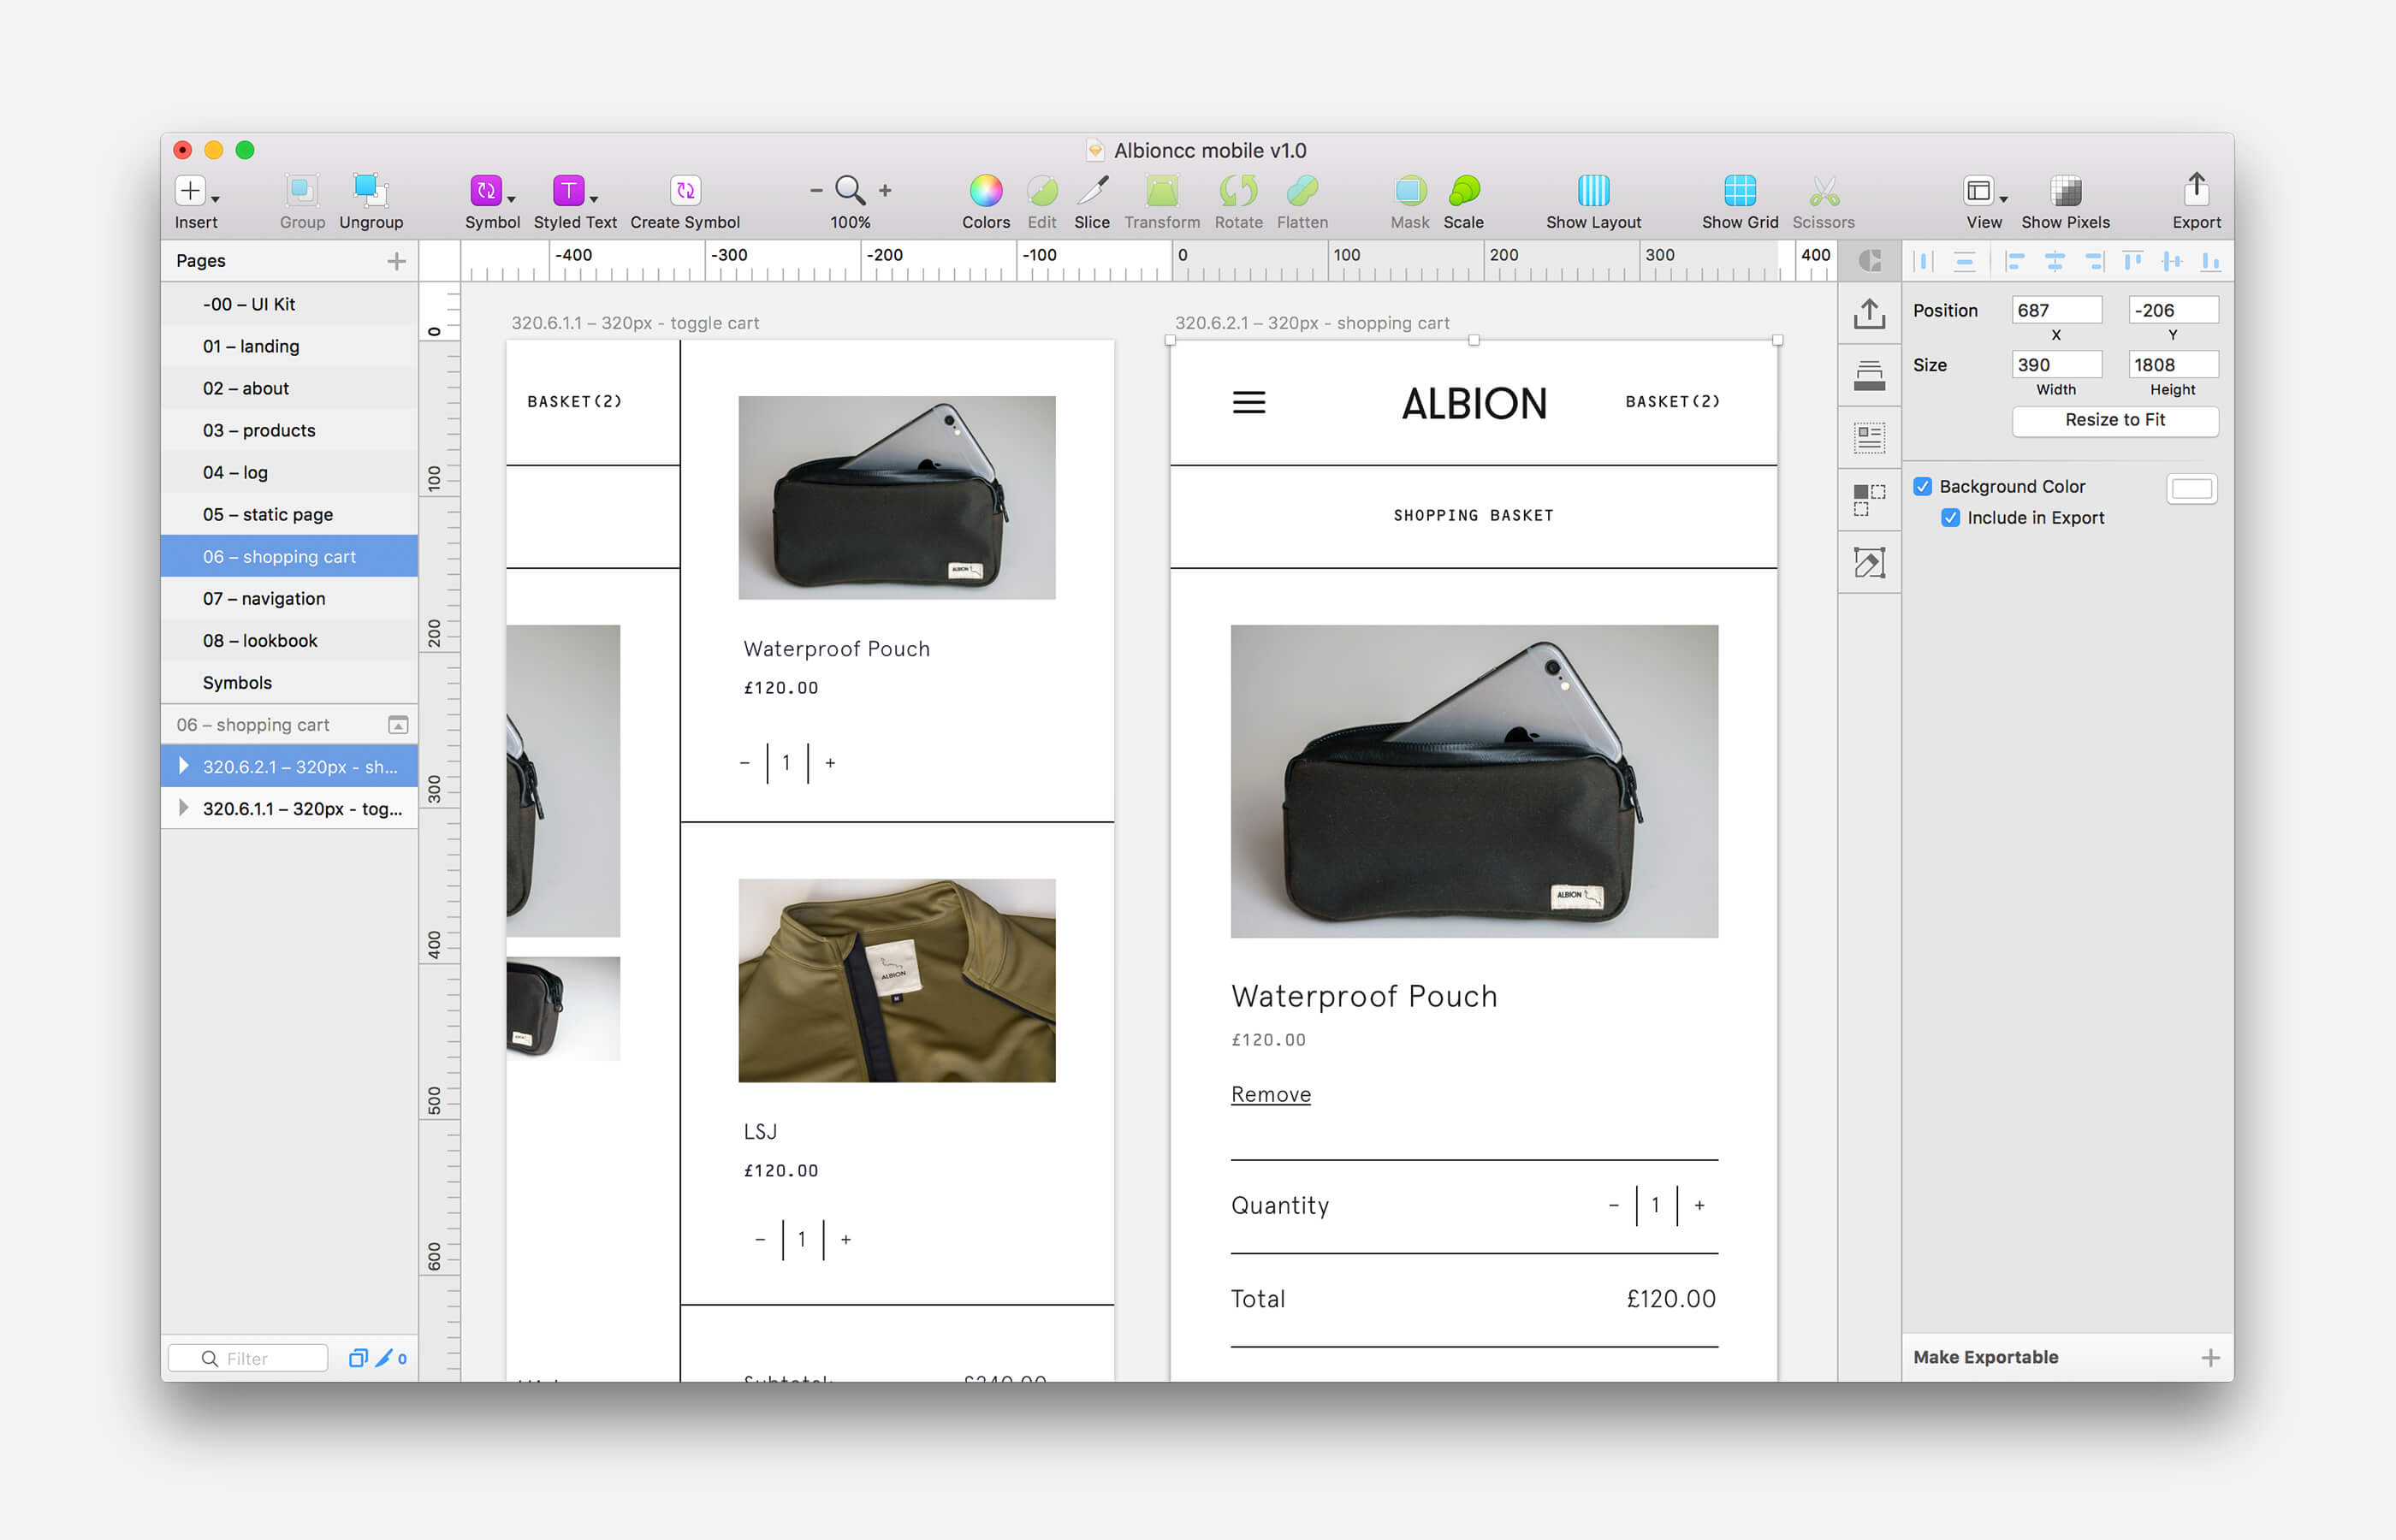 Albioncc mobile v1.0
Insert
Group
Ungroup
Symbol
Styled Text
Create Symbol
100%
Colors
Edit
Slice
Transform
Rotate
Flatten
Mask
Scale
Show Layout
Show Grid
Scissors
View
Show Pixels
Export
Pages
-00 – UI Kit
01 – landing
02 – about
03 – products
04 – log
05 – static page
06 – shopping cart
07 – navigation
08 – lookbook
Symbols
06 – shopping cart
320.6.2.1 – 320px - sh...
320.6.1.1 – 320px - tog...
Filter
0
-400 -300 -200 -100 0 100 200 300 400
0
100
200
300
400
500
600
320.6.1.1 – 320px - toggle cart
BASKET(2)
ALBION
Waterproof Pouch
£120.00
− 1 +
ALBION
M
LSJ
£120.00
− 1 +
Subtotal: £240.00
320.6.2.1 – 320px - shopping cart
ALBION
BASKET(2)
SHOPPING BASKET
ALBION
Waterproof Pouch
£120.00
Remove
Quantity − 1 +
Total £120.00
Position 687 -206
X Y
Size 390 1808
Width Height
Resize to Fit
Background Color
Include in Export
Make Exportable